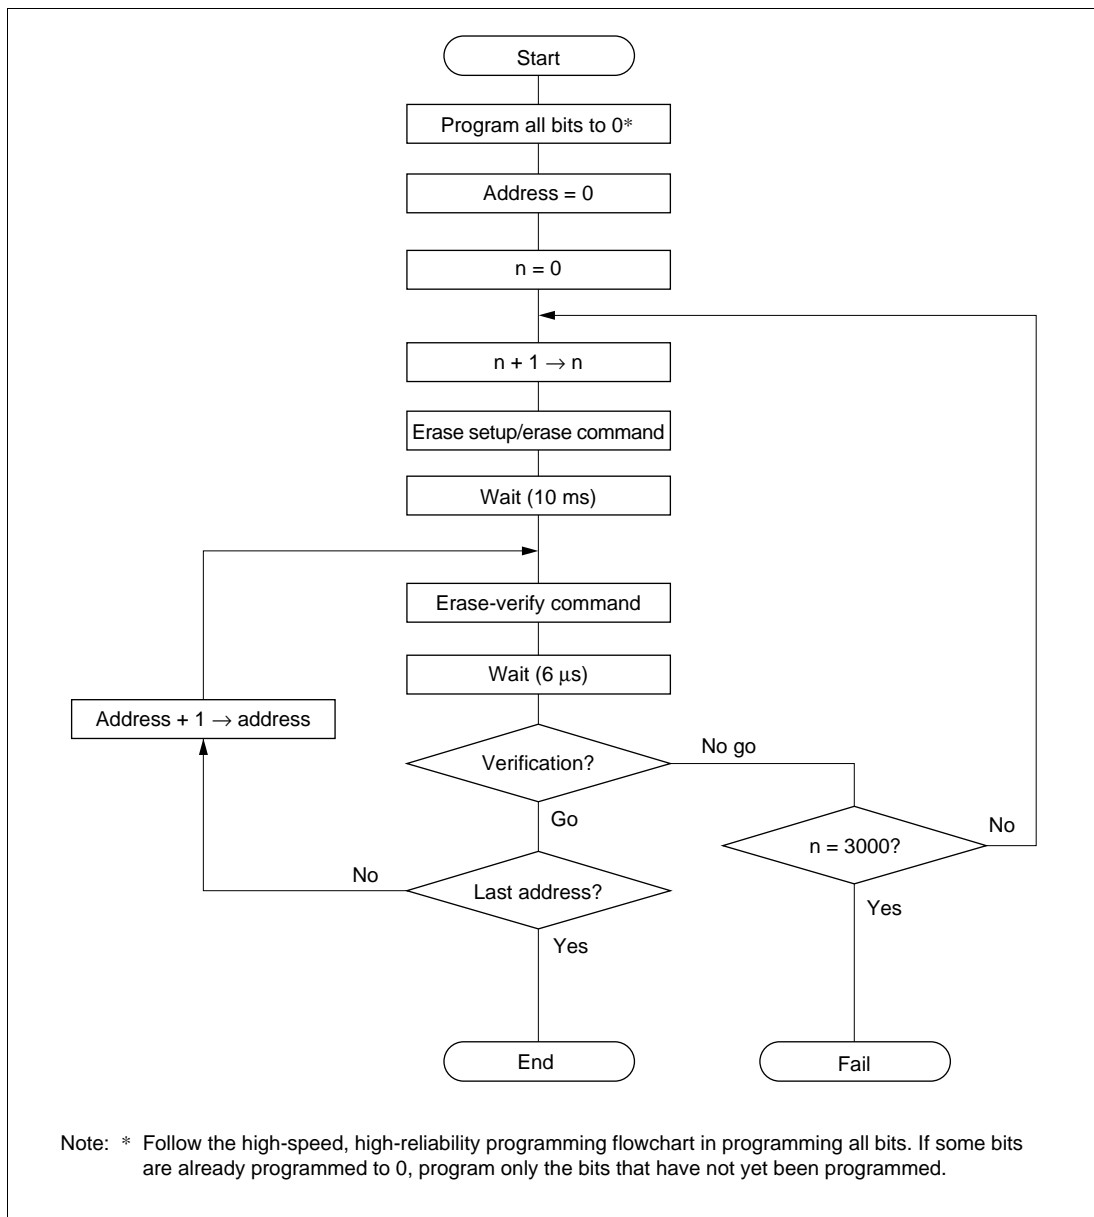 Start
Program all bits to 0*
Address = 0
n = 0
n + 1 → n
Erase setup/erase command
Wait (10 ms)
Erase-verify command
Wait (6 μs)
Address + 1 → address
Verification?
No go
Go
n = 3000?
No
Last address?
No
Yes
Yes
End
Fail
Note: * Follow the high-speed, high-reliability programming flowchart in programming all bits. If some bits
are already programmed to 0, program only the bits that have not yet been programmed.